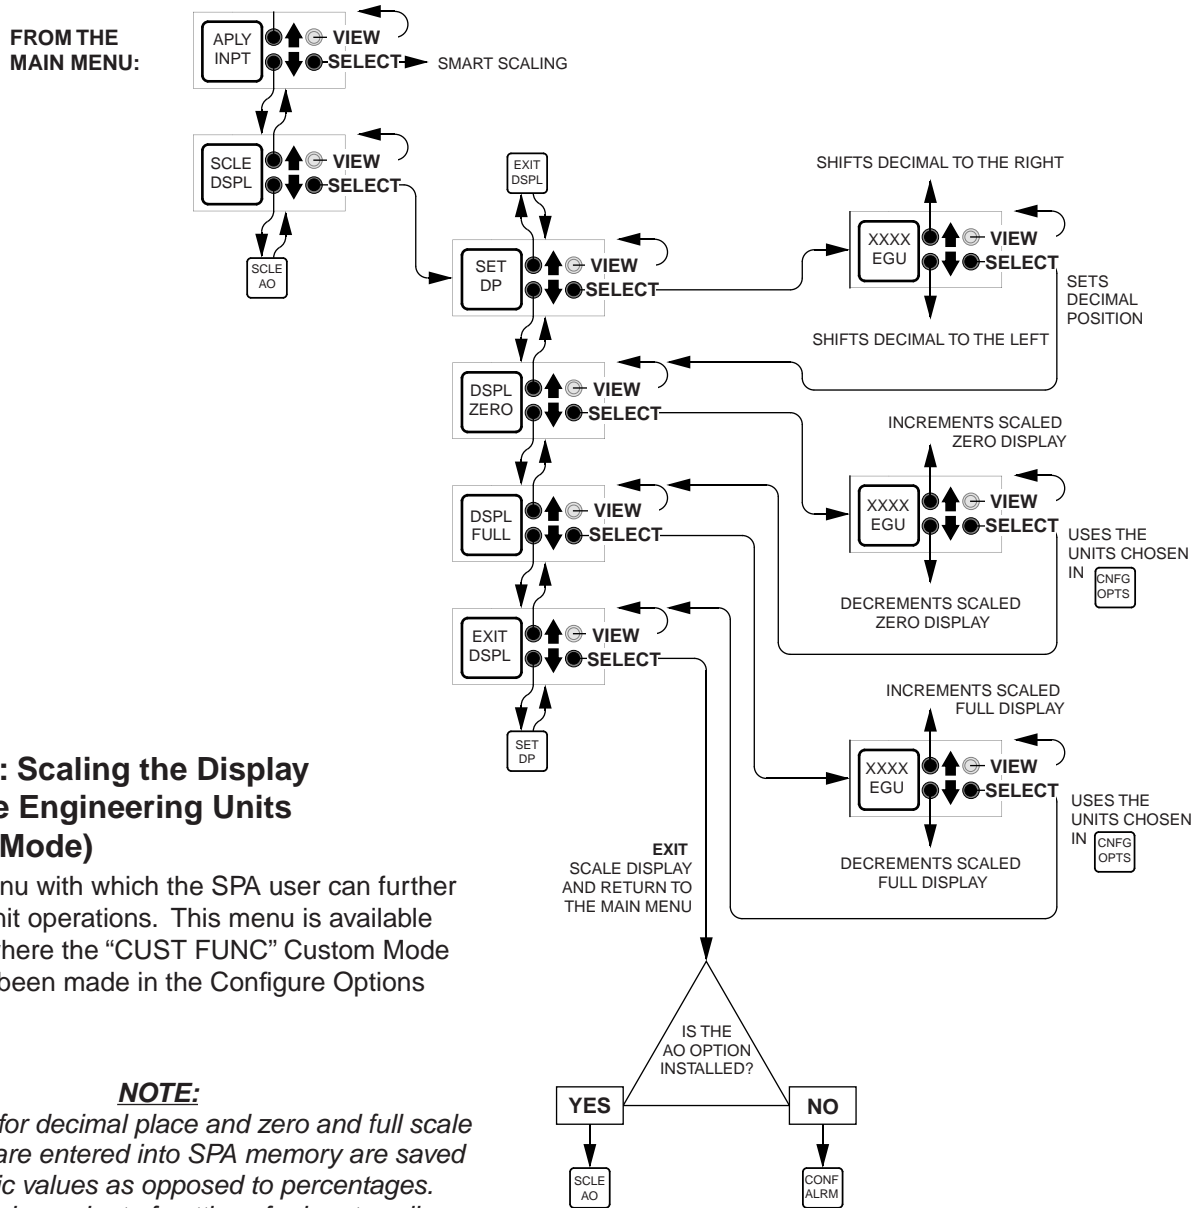 FROM THE
MAIN MENU:
APLY
INPT
VIEW
SELECT
SMART SCALING
SCLE
DSPL
VIEW
SELECT
SCLE
AO
EXIT
DSPL
SET
DP
VIEW
SELECT
SHIFTS DECIMAL TO THE RIGHT
XXXX
EGU
VIEW
SELECT
SETS
DECIMAL
POSITION
SHIFTS DECIMAL TO THE LEFT
DSPL
ZERO
VIEW
SELECT
INCREMENTS SCALED
ZERO DISPLAY
XXXX
EGU
VIEW
SELECT
USES THE
UNITS CHOSEN
IN
CNFG
OPTS
DECREMENTS SCALED
ZERO DISPLAY
DSPL
FULL
VIEW
SELECT
EXIT
DSPL
VIEW
SELECT
SET
DP
INCREMENTS SCALED
FULL DISPLAY
XXXX
EGU
VIEW
SELECT
USES THE
UNITS CHOSEN
IN
CNFG
OPTS
DECREMENTS SCALED
FULL DISPLAY
EXIT
SCALE DISPLAY
AND RETURN TO
THE MAIN MENU
IS THE
AO OPTION
INSTALLED?
YES
NO
SCLE
AO
CONF
ALRM
: Scaling the Display
e Engineering Units
Mode)
nu with which the SPA user can further
nit operations. This menu is available
where the “CUST FUNC” Custom Mode
been made in the Configure Options
NOTE:
for decimal place and zero and full scale
are entered into SPA memory are saved
ic values as opposed to percentages.